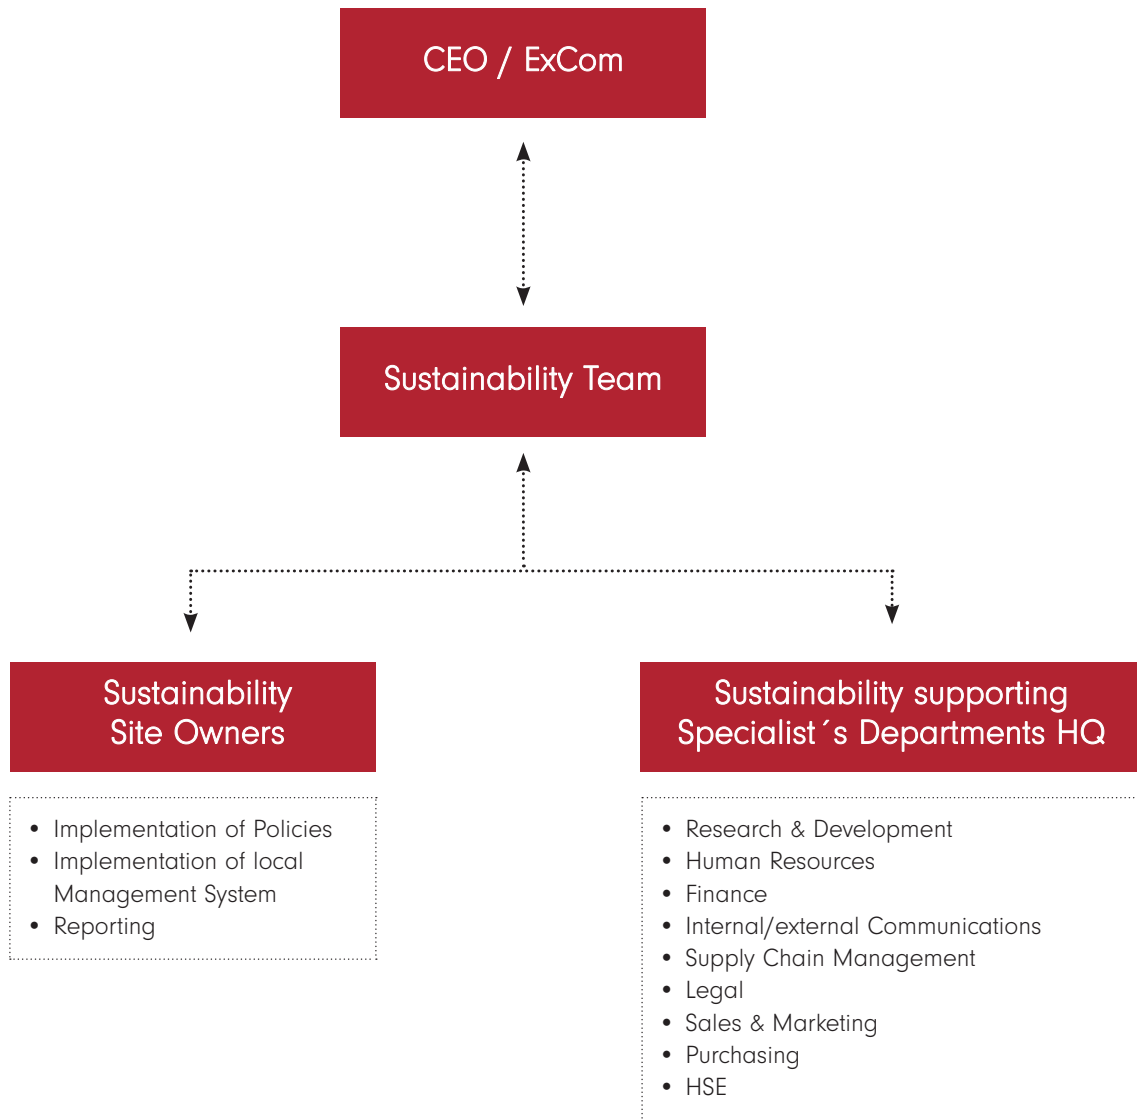 CEO / ExCom
Sustainability Team
Sustainability
Site Owners
• Implementation of Policies
• Implementation of local
Management System
• Reporting
Sustainability supporting
Specialist´s Departments HQ
• Research & Development
• Human Resources
• Finance
• Internal/external Communications
• Supply Chain Management
• Legal
• Sales & Marketing
• Purchasing
• HSE